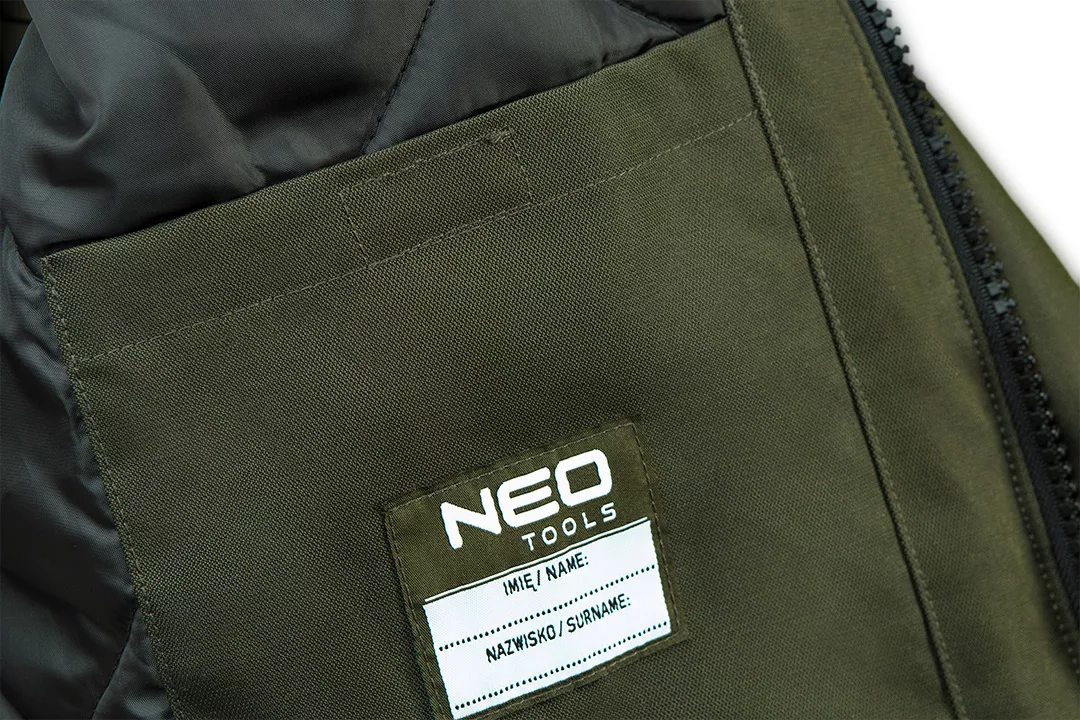 NEO
TOOLS
IMIĘ / NAME:
NAZWISKO / SURNAME: